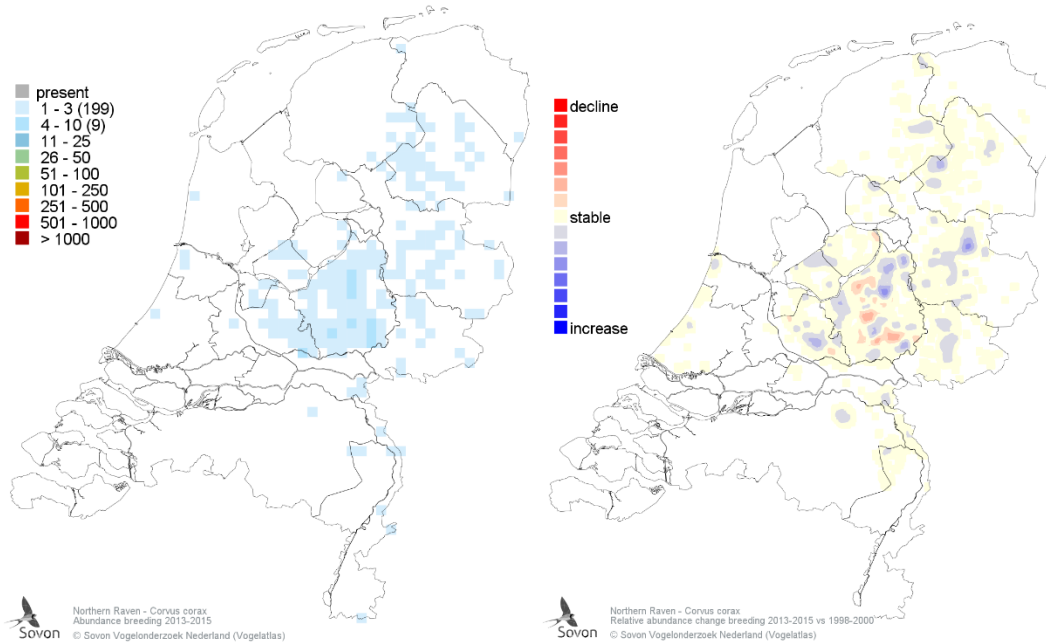 present
1 - 3 (199)
4 - 10 (9)
11 - 25
26 - 50
51 - 100
101 - 250
251 - 500
501 - 1000
> 1000
Sovon
Northern Raven - Corvus corax
Abundance breeding 2013-2015
© Sovon Vogelonderzoek Nederland (Vogelatlas)
decline
stable
increase
Sovon
Northern Raven - Corvus corax
Relative abundance change breeding 2013-2015 vs 1998-2000
© Sovon Vogelonderzoek Nederland (Vogelatlas)